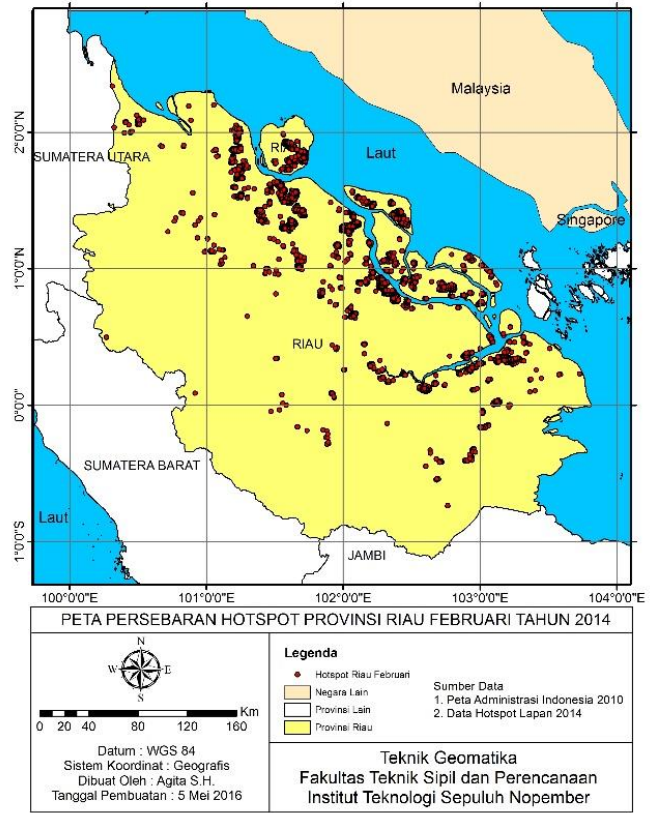 Malaysia
2°0'0"N
SUMATERA UTARA
RIAU
Laut
Singapore
1°0'0"N
RIAU
0°0'0"
SUMATERA BARAT
Laut
1°0'0"S
JAMBI
100°0'0"E
101°0'0"E
102°0'0"E
103°0'0"E
104°0'0"E
PETA PERSEBARAN HOTSPOT PROVINSI RIAU FEBRUARI TAHUN 2014
N
W E
S
0 20 40 80 120 160 Km
Datum : WGS 84
Sistem Koordinat : Geografis
Dibuat Oleh : Agita S.H.
Tanggal Pembuatan : 5 Mei 2016
Legenda
Hotspot Riau Februari
Negara Lain
Provinsi Lain
Provinsi Riau
Sumber Data
1. Peta Administrasi Indonesia 2010
2. Data Hotspot Lapan 2014
Teknik Geomatika
Fakultas Teknik Sipil dan Perencanaan
Institut Teknologi Sepuluh Nopember